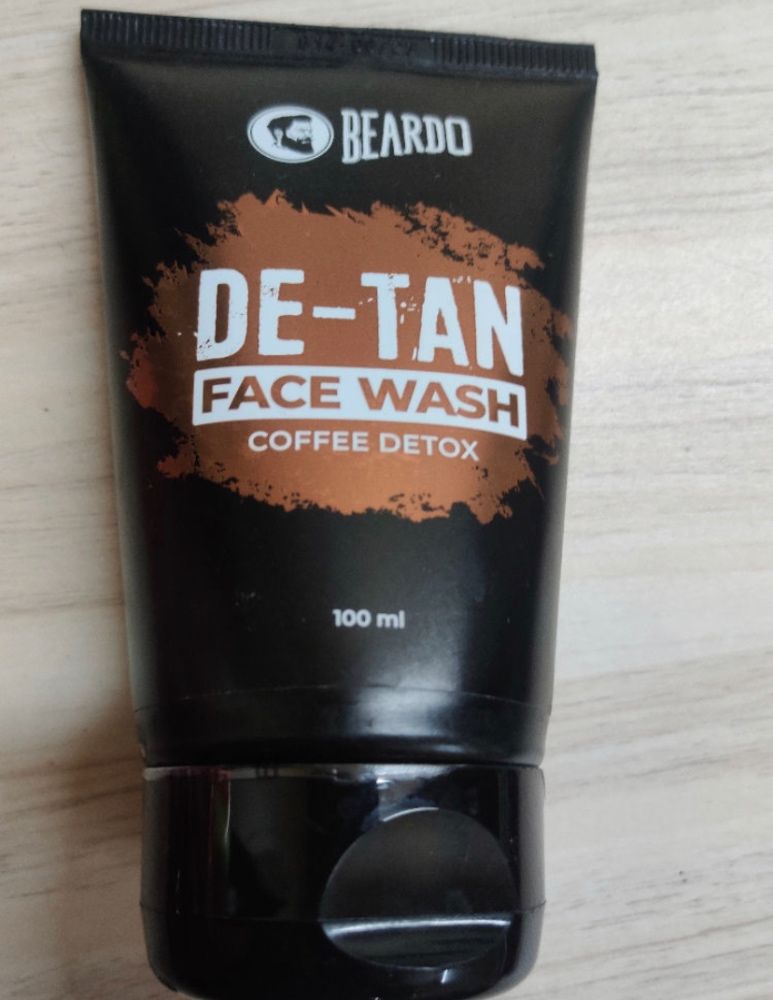 BEARDO
DE-TAN
FACE WASH
COFFEE DETOX
100 ml